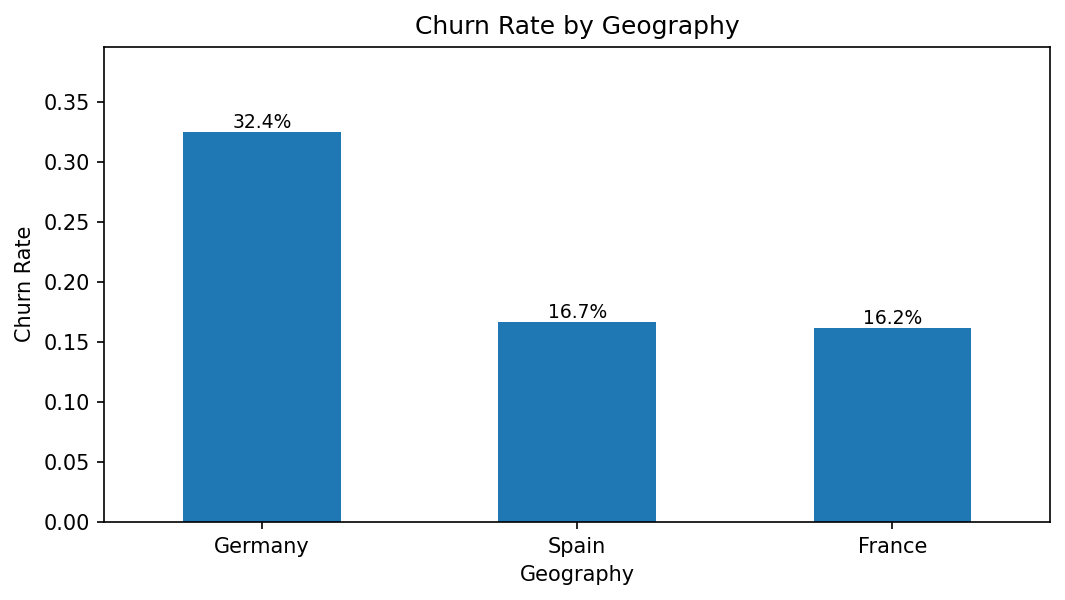 Churn Rate by Geography
Churn Rate
0.35
0.30
0.25
0.20
0.15
0.10
0.05
0.00
32.4%
16.7%
16.2%
Germany
Spain
France
Geography